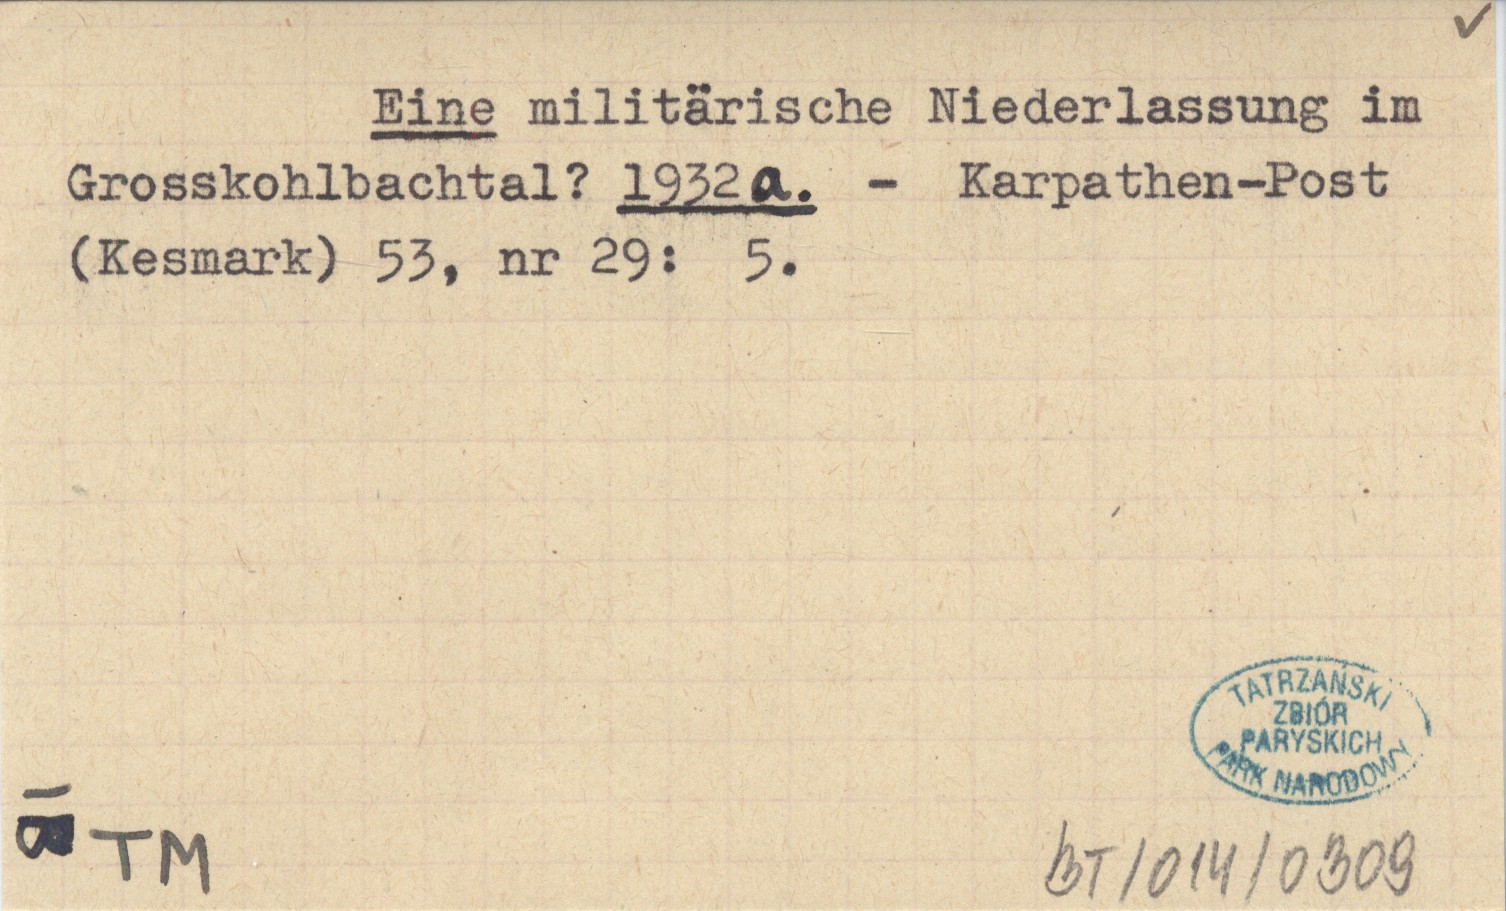 ✓
Eine militärische Niederlassung im
Grosskohlbachtal? 1932a. - Karpathen-Post
(Kesmark) 53, nr 29: 5.
TATRZAŃSKI
ZBIÓR
PARYSKICH
PARK NARODOWY
TM
BT/014/0309